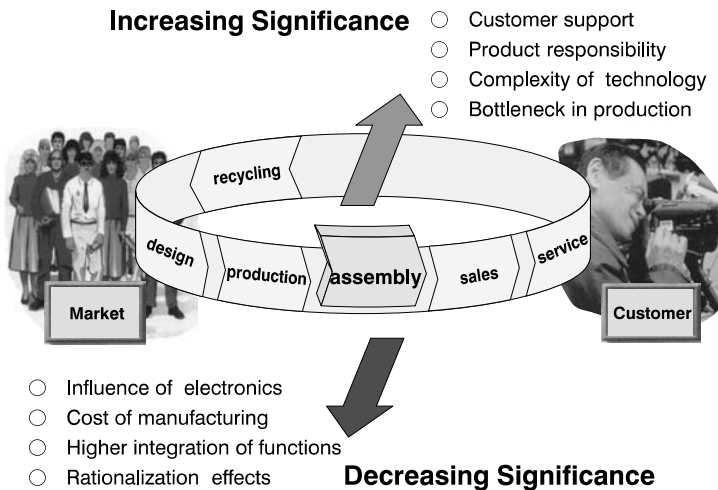 Increasing Significance
Customer support
Product responsibility
Complexity of technology
Bottleneck in production
recycling
design
production
assembly
sales
service
Market
Customer
Influence of electronics
Cost of manufacturing
Higher integration of functions
Rationalization effects
Decreasing Significance